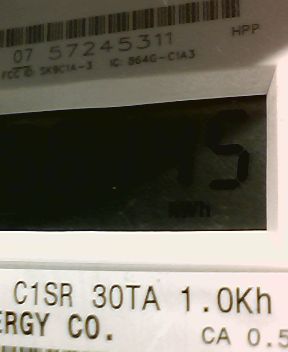 HPP
07 57245311
FCC ID: SK9C1A-3 IC: 864G-C1A3
15
KWh
C1SR 30TA 1.0Kh
ERGY CO. CA 0.5